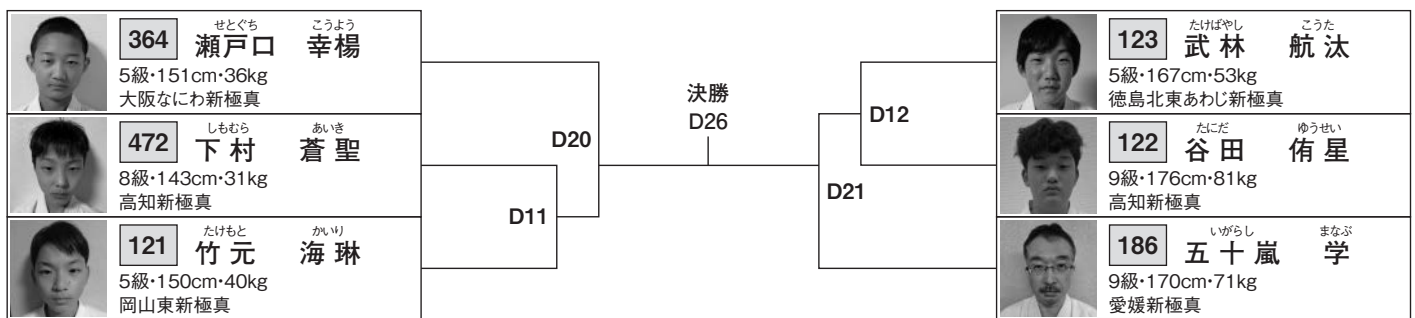 せとぐち こうよう
364 瀬戸口 幸楊
5級・151cm・36kg
大阪なにわ新極真
しもむら あいき
472 下村 蒼聖
8級・143cm・31kg
高知新極真
たけもと かいり
121 竹元 海琳
5級・150cm・40kg
岡山東新極真
D20
D11
決勝
D26
D12
D21
たけばやし こうた
123 武林 航汰
5級・167cm・53kg
徳島北東あわじ新極真
たにだ ゆうせい
122 谷田 侑星
9級・176cm・81kg
高知新極真
いがらし まなぶ
186 五十嵐 学
9級・170cm・71kg
愛媛新極真